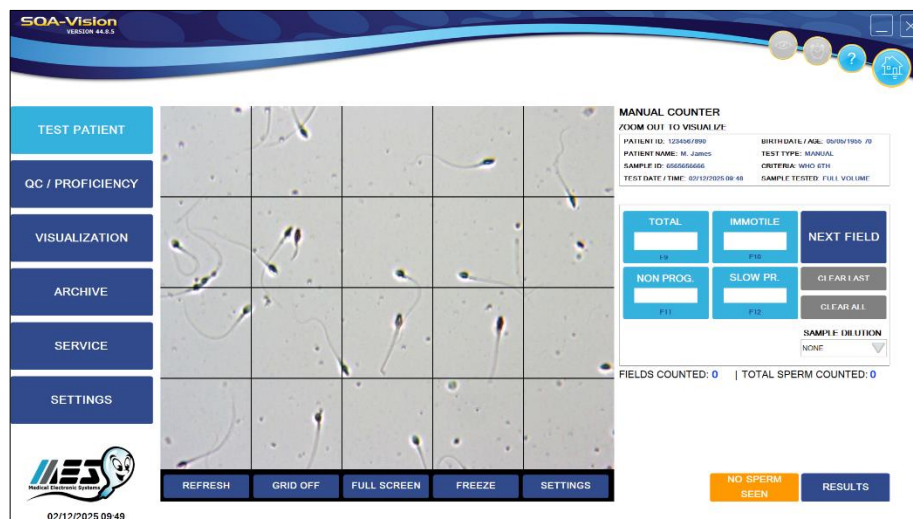 SQA-Vision
VERSION 44.8.5
?
TEST PATIENT
QC / PROFICIENCY
VISUALIZATION
ARCHIVE
SERVICE
SETTINGS
MES
Medical Electronic Systems
02/12/2025 09:49
REFRESH
GRID OFF
FULL SCREEN
FREEZE
SETTINGS
MANUAL COUNTER
ZOOM OUT TO VISUALIZE
PATIENT ID: 1234567890 BIRTH DATE / AGE: 05/05/1955 70
PATIENT NAME: M. James TEST TYPE: MANUAL
SAMPLE ID: 6565656666 CRITERIA: WHO 6TH
TEST DATE / TIME: 02/12/2025 09:48 SAMPLE TESTED: FULL VOLUME
TOTAL IMMOTILE NEXT FIELD
F9 F10
NON PROG. SLOW PR. CLEAR LAST
F11 F12 CLEAR ALL
SAMPLE DILUTION
NONE
FIELDS COUNTED: 0 | TOTAL SPERM COUNTED: 0
NO SPERM
SEEN
RESULTS